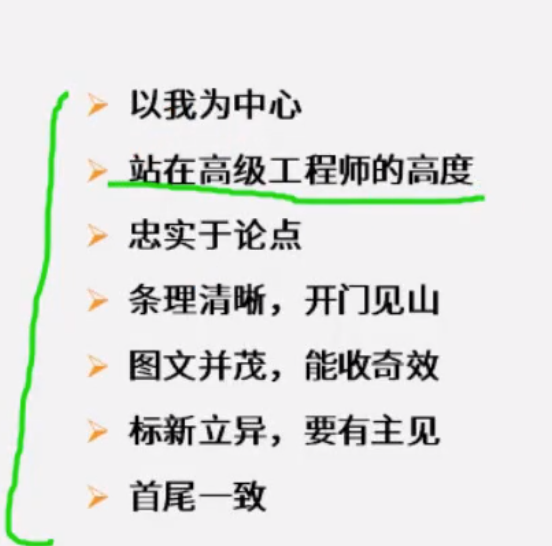 以我为中心
站在高级工程师的高度
忠实于论点
条理清晰，开门见山
图文并茂，能收奇效
标新立异，要有主见
首尾一致